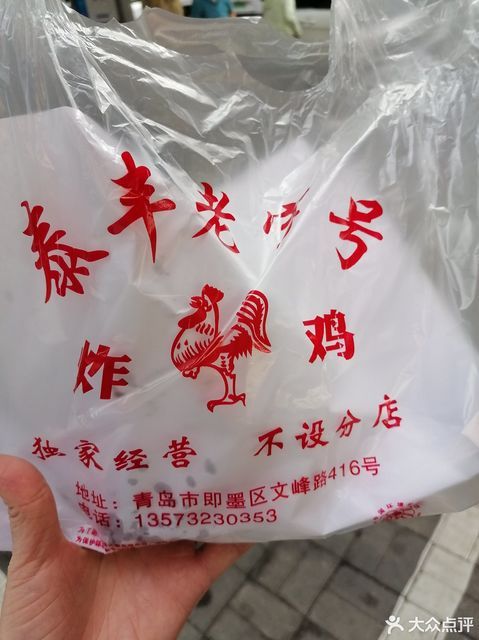 泰丰老字号
炸鸡
独家经营 不设分店
地址：青岛市即墨区文峰路416号
电话：13573230353
大众点评